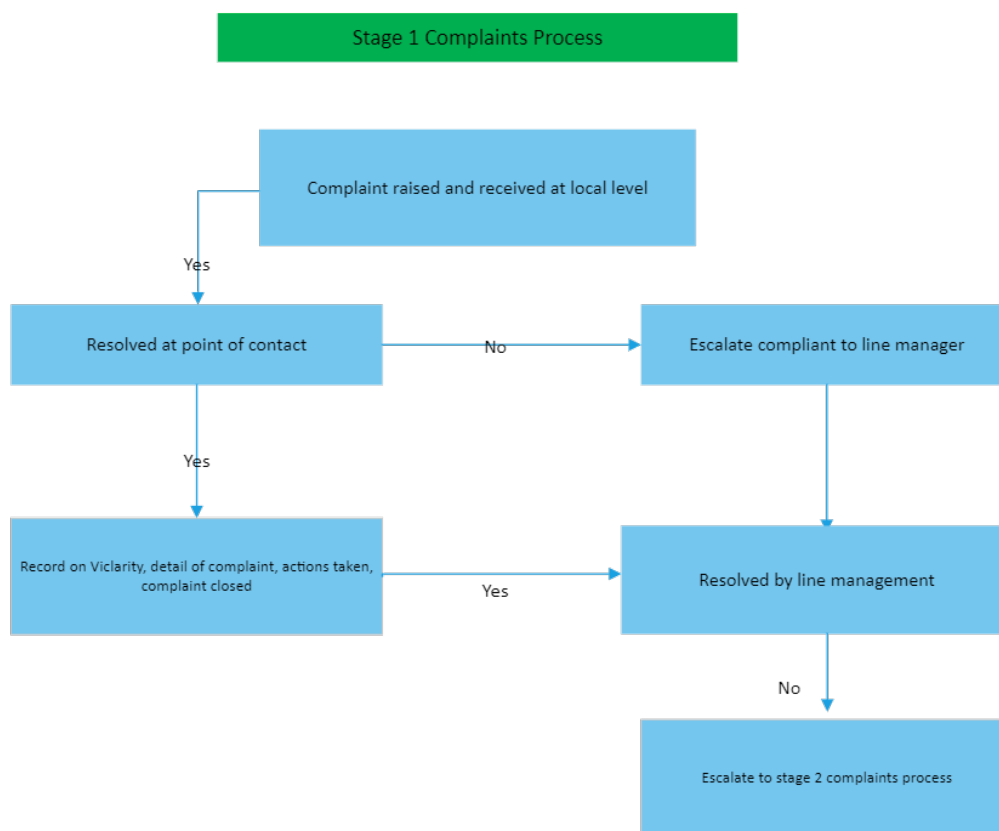 Stage 1 Complaints Process
Complaint raised and received at local level
Yes
Resolved at point of contact
No
Escalate compliant to line manager
Yes
Record on Viclarity, detail of complaint, actions taken,
complaint closed
Yes
Resolved by line management
No
Escalate to stage 2 complaints process